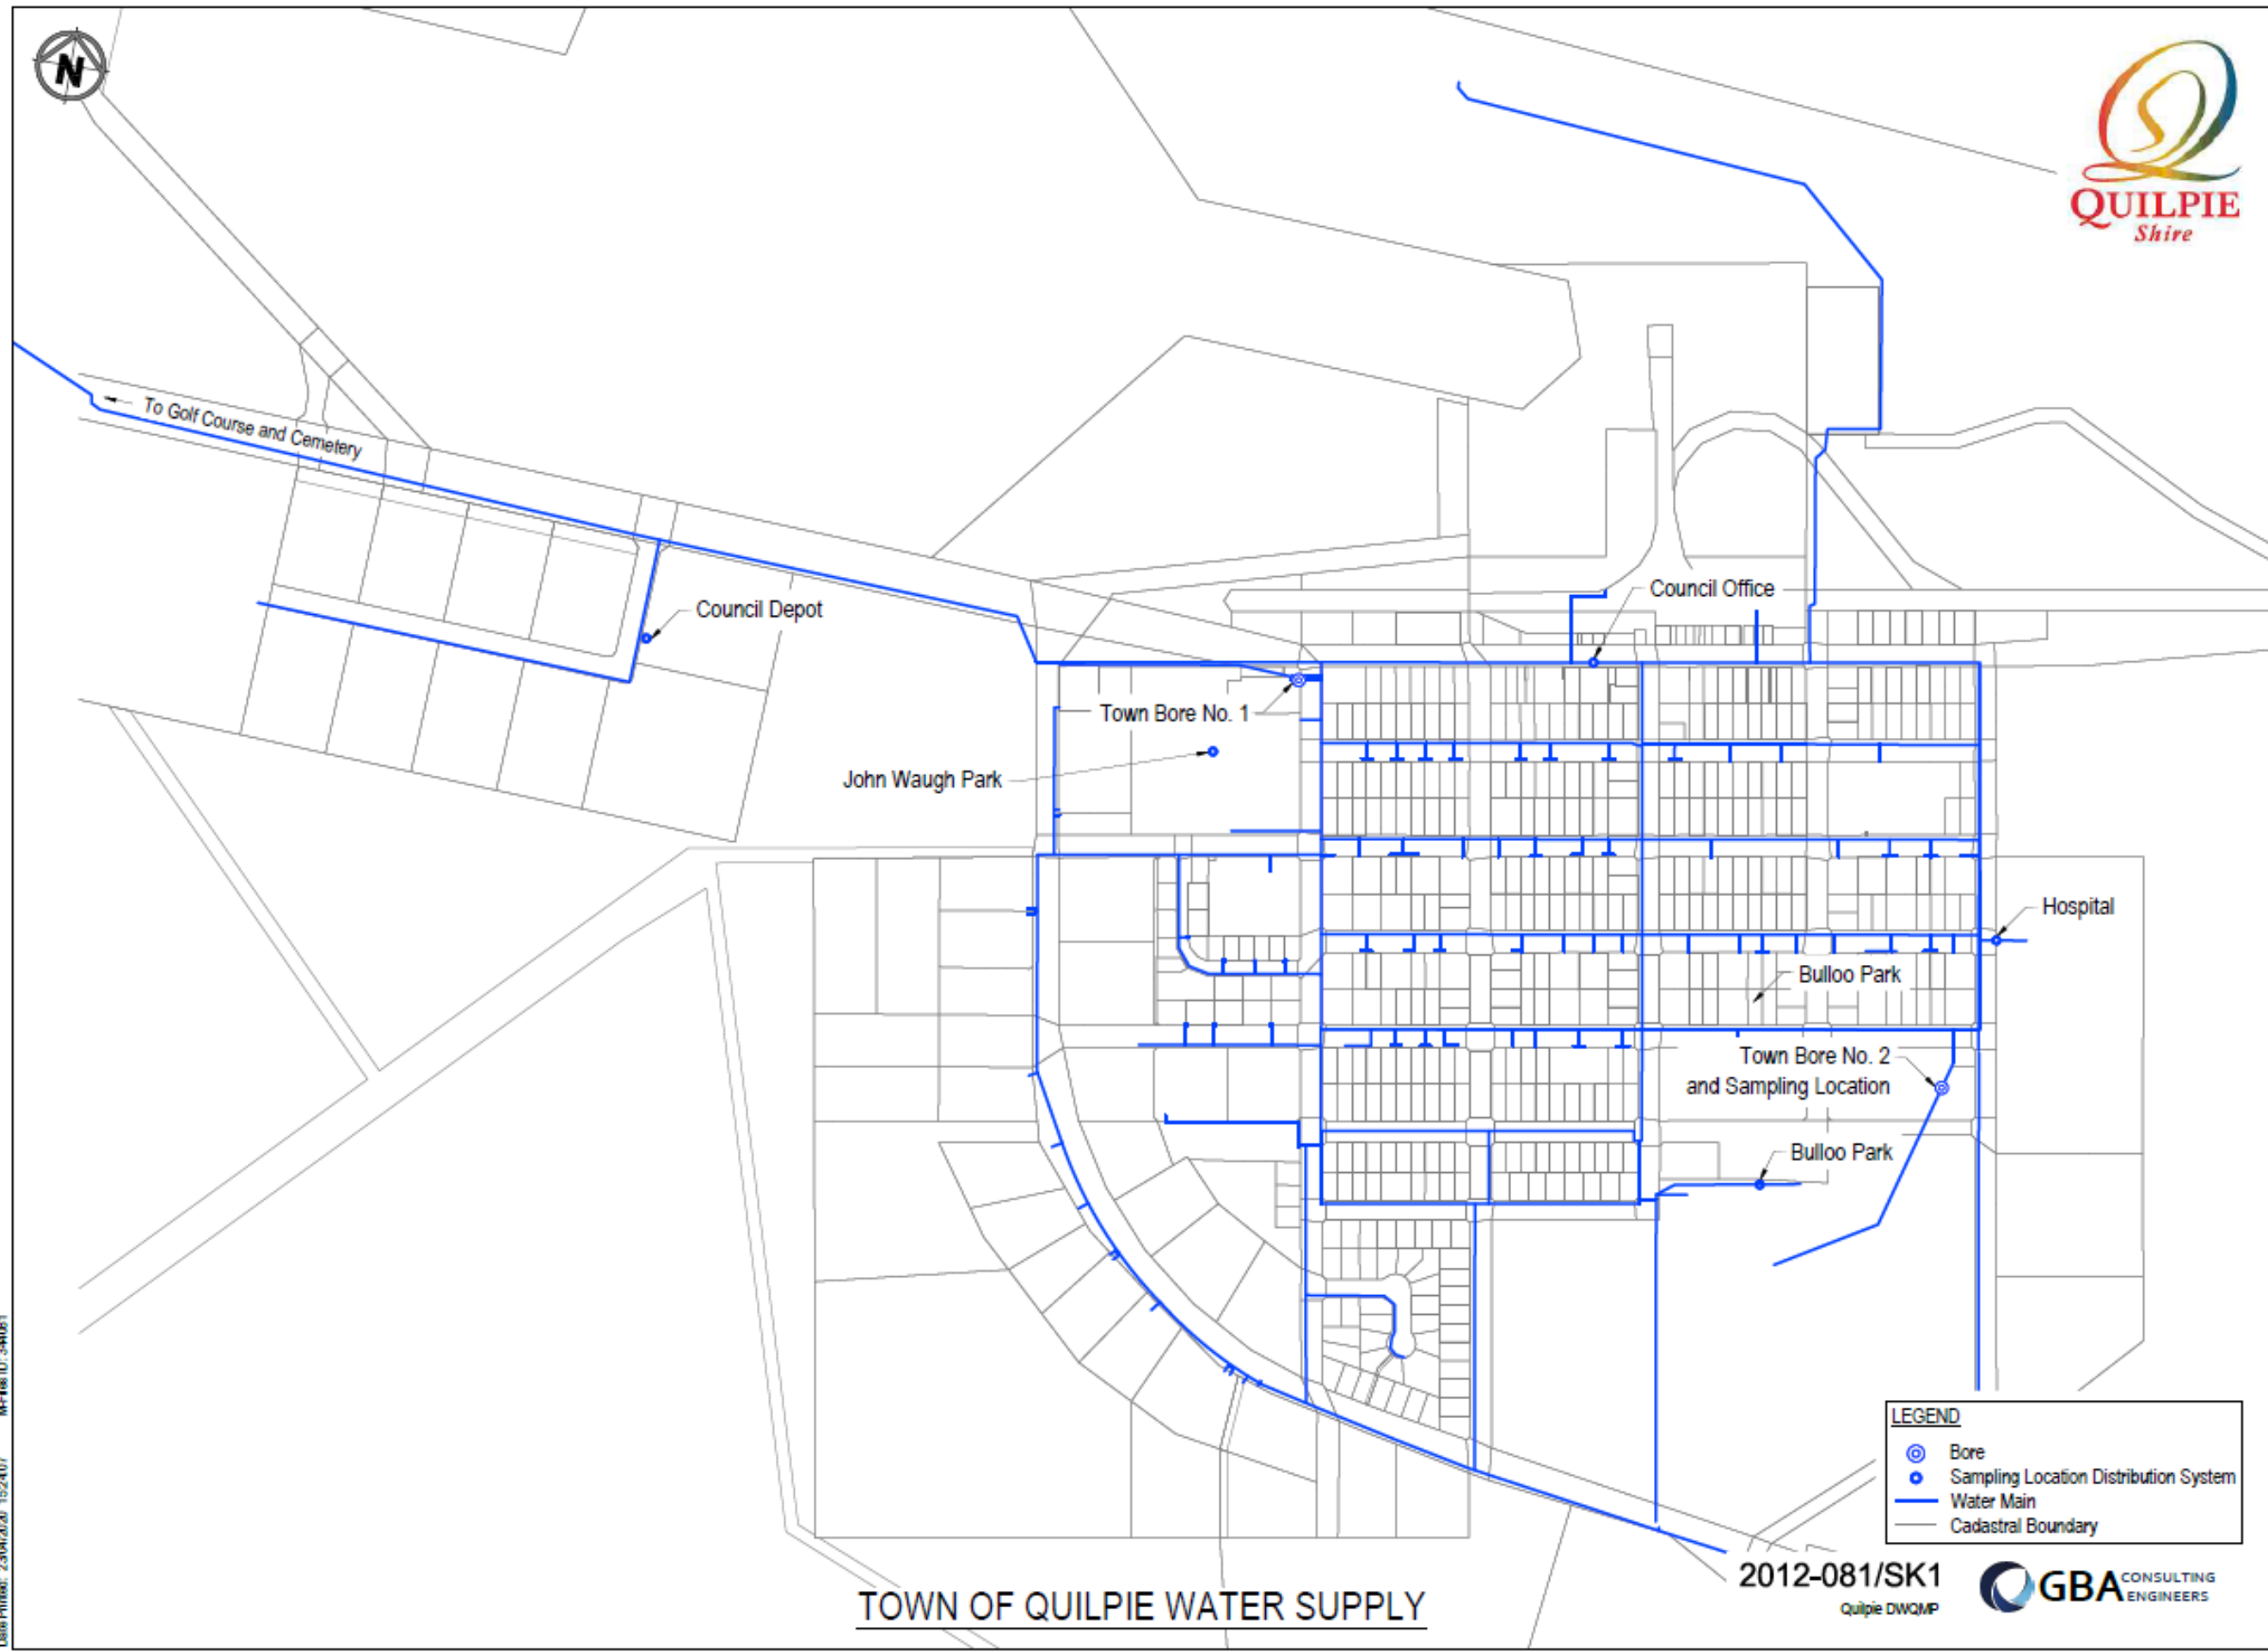 N
QUILPIE
Shire
To Golf Course and Cemetery
Council Depot
Council Office
Town Bore No. 1
John Waugh Park
Hospital
Bulloo Park
Town Bore No. 2
and Sampling Location
Bulloo Park
LEGEND
Bore
Sampling Location Distribution System
Water Main
Cadastral Boundary
2012-081/SK1
Quilpie DWQMP
GBA CONSULTING
ENGINEERS
TOWN OF QUILPIE WATER SUPPLY